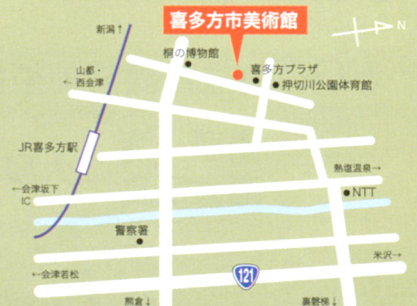 喜多方市美術館
新潟↑
N
桐の博物館
山都・
←西会津
喜多方プラザ
押切川公園体育館
JR喜多方駅
熱塩温泉→
←会津坂下
IC
NTT
警察署
米沢→
121
←会津若松
熊倉↓
裏磐梯↓